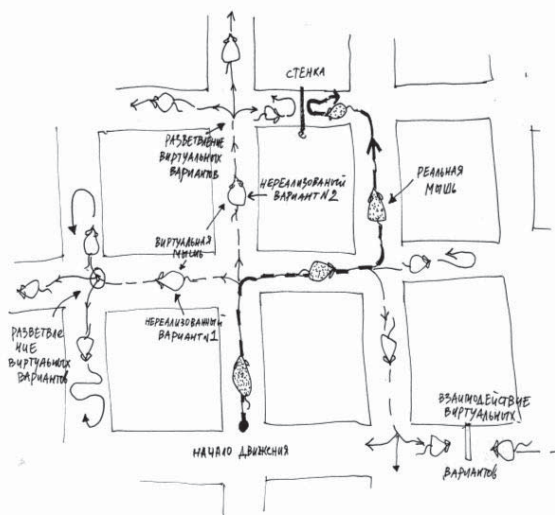 СТЕНКА
РАЗВЕТВЛЕНИЕ
ВИРТУАЛЬНЫХ
ВАРИАНТОВ
НЕРЕАЛИЗОВАНЫЙ
ВАРИАНТ №2
РЕАЛЬНАЯ
МЫШЬ
ВИРТУАЛЬНАЯ
МЫШЬ
НЕРЕАЛИЗОВАННЫЙ
ВАРИАНТ №1
РАЗВЕТВЛЕ
НИЕ
ВИРТУАЛЬНЫХ
ВАРИАНТОВ
ВЗАИМОДЕЙСТВИЕ
ВИРТУАЛЬНЫХ
ВАРИАНТОВ
НАЧАЛО ДВИЖЕНИЯ